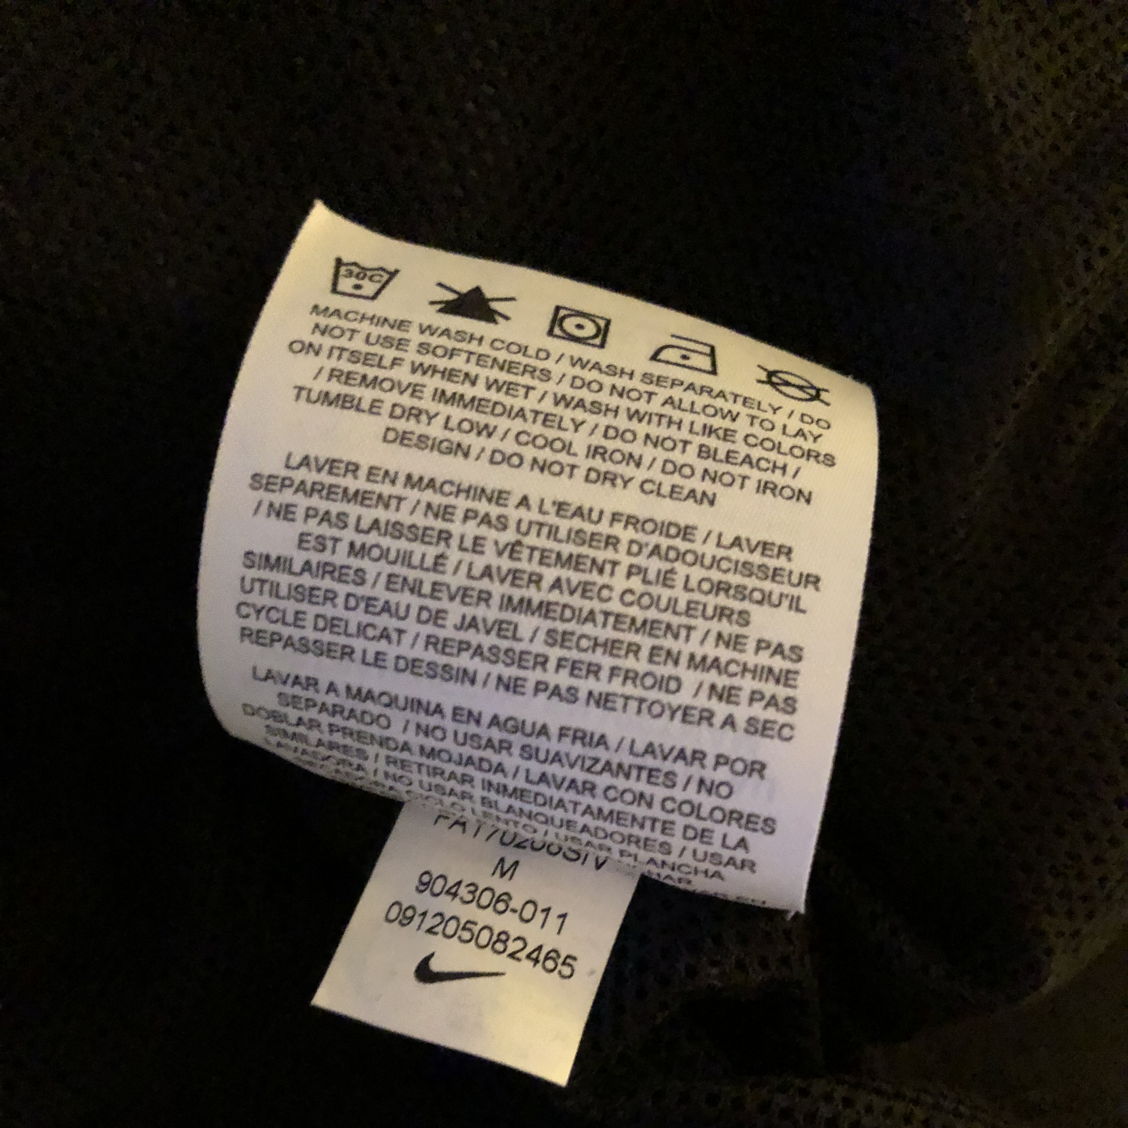 30C
MACHINE WASH COLD / WASH SEPARATELY / DO
NOT USE SOFTENERS / DO NOT ALLOW TO LAY
ON ITSELF WHEN WET / WASH WITH LIKE COLORS
/ REMOVE IMMEDIATELY / DO NOT BLEACH /
TUMBLE DRY LOW / COOL IRON / DO NOT IRON
DESIGN / DO NOT DRY CLEAN
LAVER EN MACHINE A L'EAU FROIDE / LAVER
SEPAREMENT / NE PAS UTILISER D'ADOUCISSEUR
/ NE PAS LAISSER LE VÊTEMENT PLIÉ LORSQU'IL
EST MOUILLÉ / LAVER AVEC COULEURS
SIMILAIRES / ENLEVER IMMEDIATEMENT / NE PAS
UTILISER D'EAU DE JAVEL / SECHER EN MACHINE
CYCLE DELICAT / REPASSER FER FROID / NE PAS
REPASSER LE DESSIN / NE PAS NETTOYER A SEC
LAVAR A MAQUINA EN AGUA FRIA / LAVAR POR
SEPARADO / NO USAR SUAVIZANTES / NO
DOBLAR PRENDA MOJADA / LAVAR CON COLORES
SIMILARES / RETIRAR INMEDIATAMENTE DE LA
LAVADORA / NO USAR BLANQUEADORES / USAR
LENTO / USAR PLANCHA
M
904306-011
091205082465